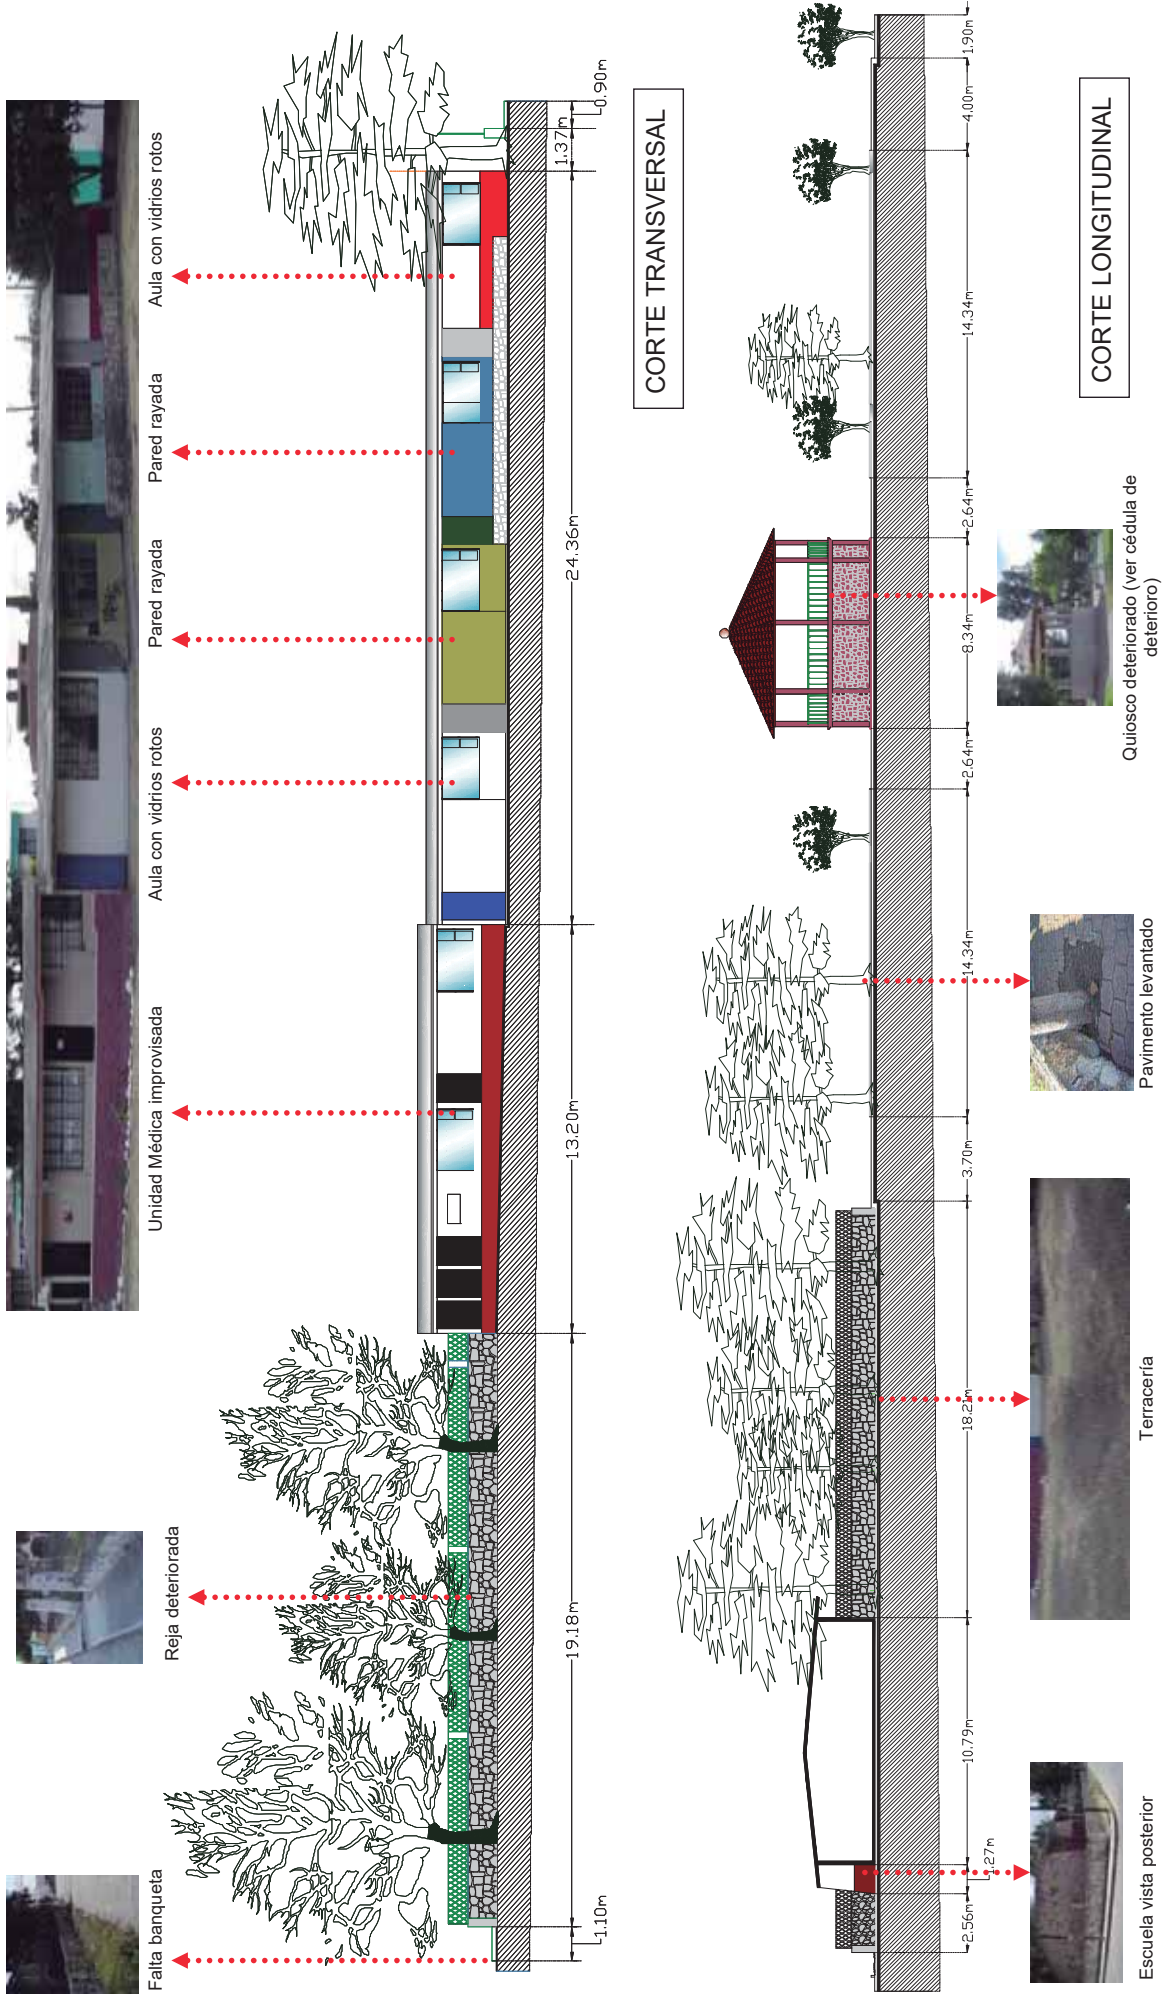 Falta banqueta
Reja deteriorada
Unidad Médica improvisada
Aula con vidrios rotos
Pared rayada
Pared rayada
Aula con vidrios rotos
1.10m
19.18m
13.20m
24.36m
1.37m
0.90m
CORTE TRANSVERSAL
2.56m
1.27m
10.79m
18.21m
3.70m
14.34m
2.64m
8.34m
2.64m
14.34m
4.00m
1.90m
Escuela vista posterior
Terracería
Pavimento levantado
Quiosco deteriorado (ver cédula de
deterioro)
CORTE LONGITUDINAL